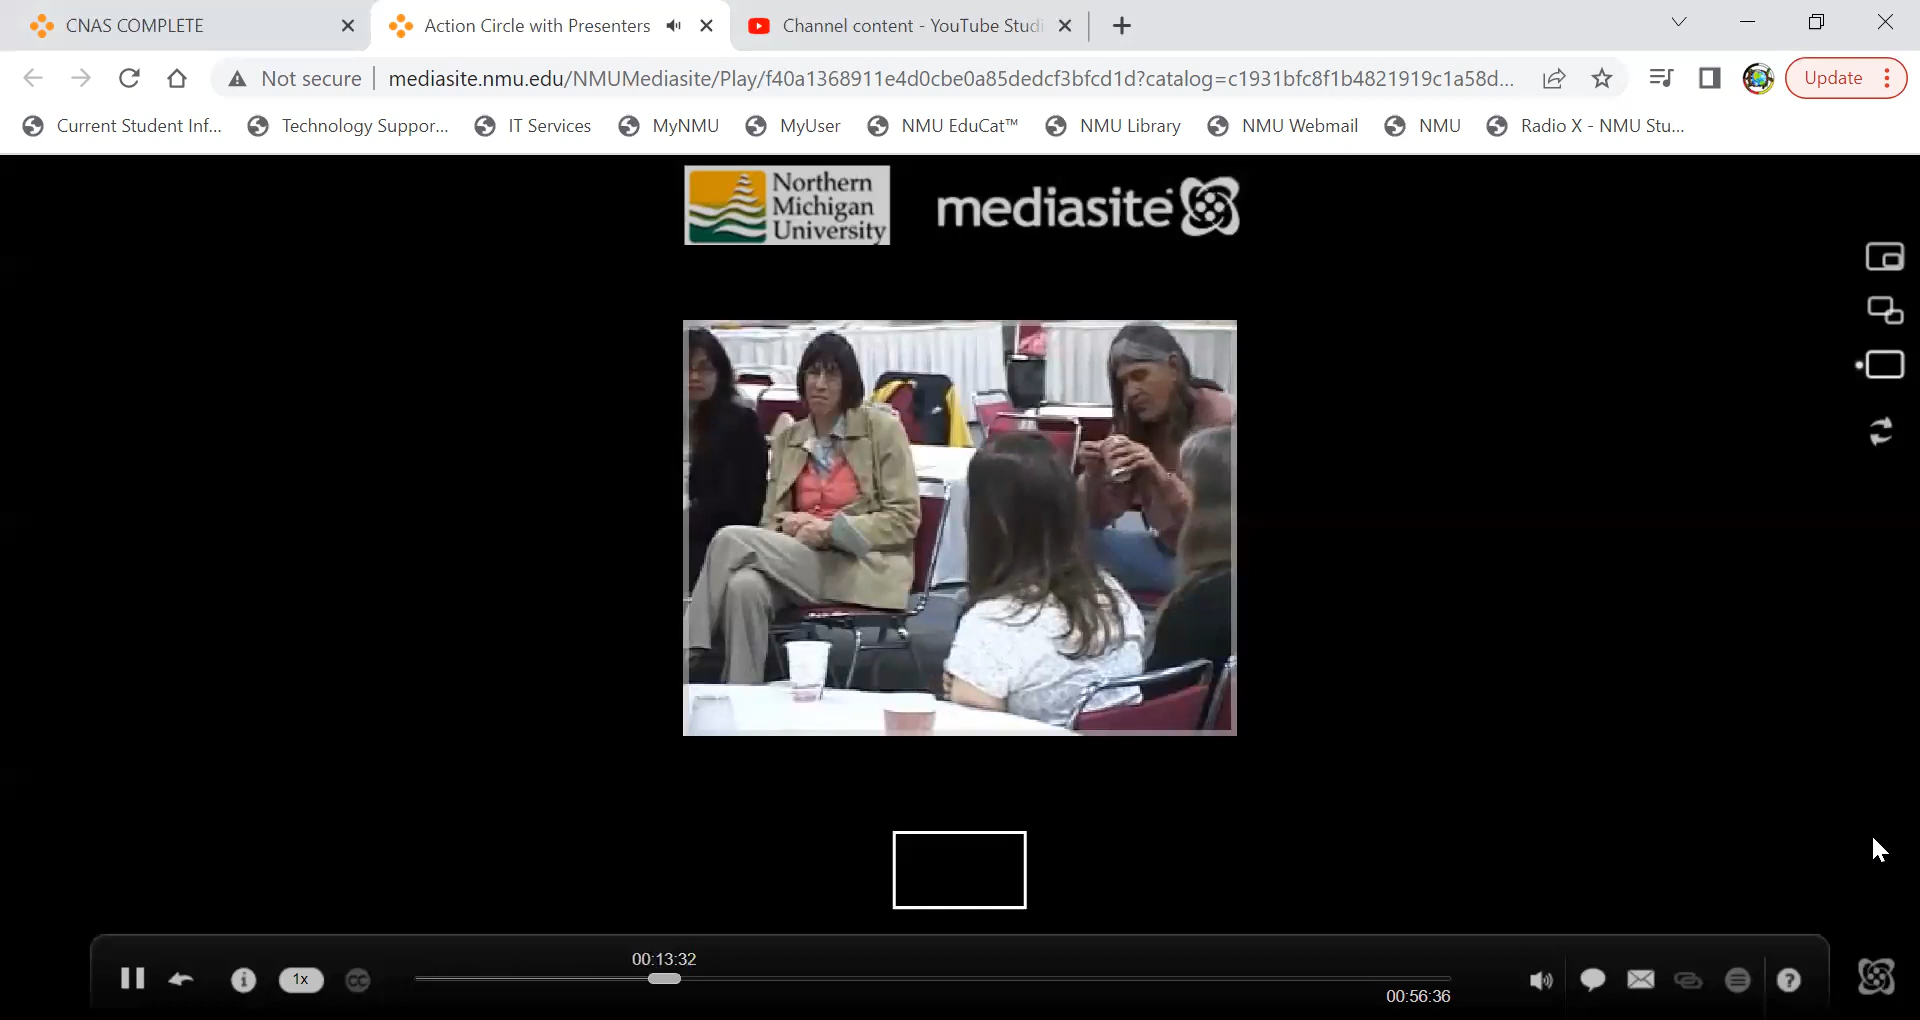 CNAS COMPLETE
Action Circle with Presenters
Channel content - YouTube Studi
Not secure
mediasite.nmu.edu/NMUMediasite/Play/f40a1368911e4d0cbe0a85dedcf3bfcd1d?catalog=c1931bfc8f1b4821919c1a58d...
Update
Current Student Inf...
Technology Suppor...
IT Services
MyNMU
MyUser
NMU EduCat™
NMU Library
NMU Webmail
NMU
Radio X - NMU Stu...
Northern
Michigan
University
mediasite
00:13:32
1x
CC
00:56:36